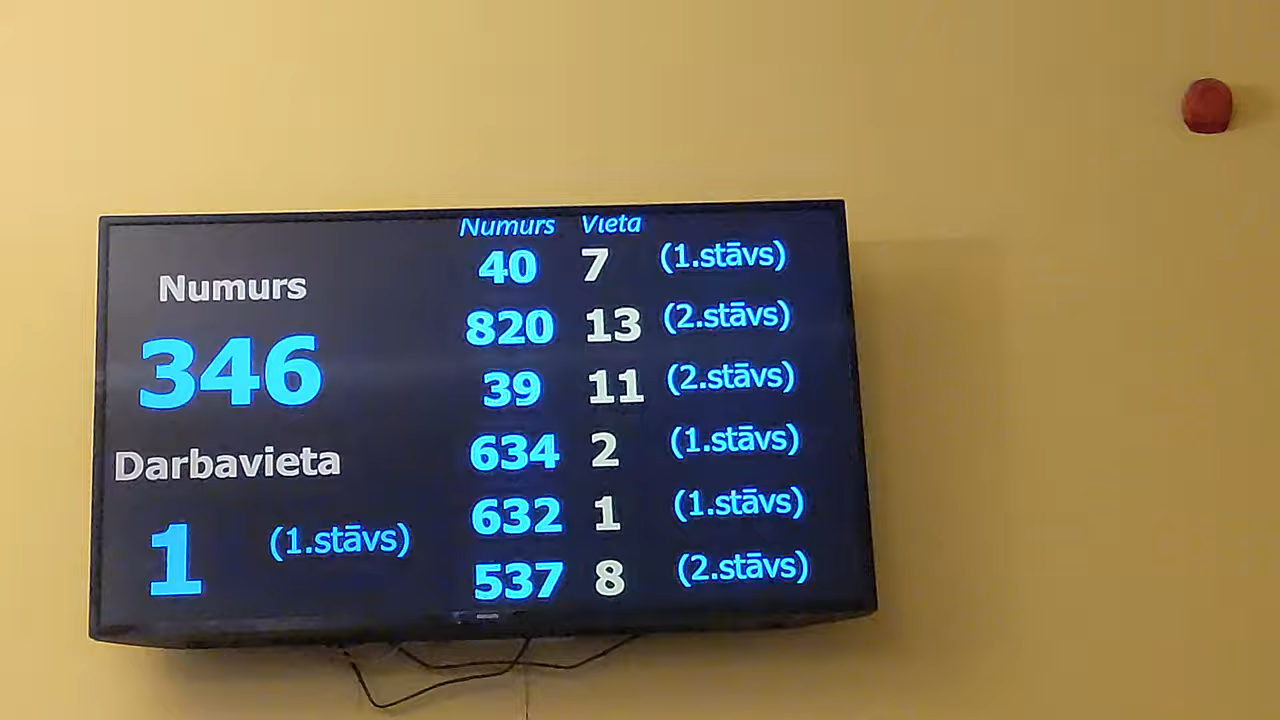 Numurs
346
Darbavieta
1 (1.stāvs)
Numurs Vieta
40 7 (1.stāvs)
820 13 (2.stāvs)
39 11 (2.stāvs)
634 2 (1.stāvs)
632 1 (1.stāvs)
537 8 (2.stāvs)